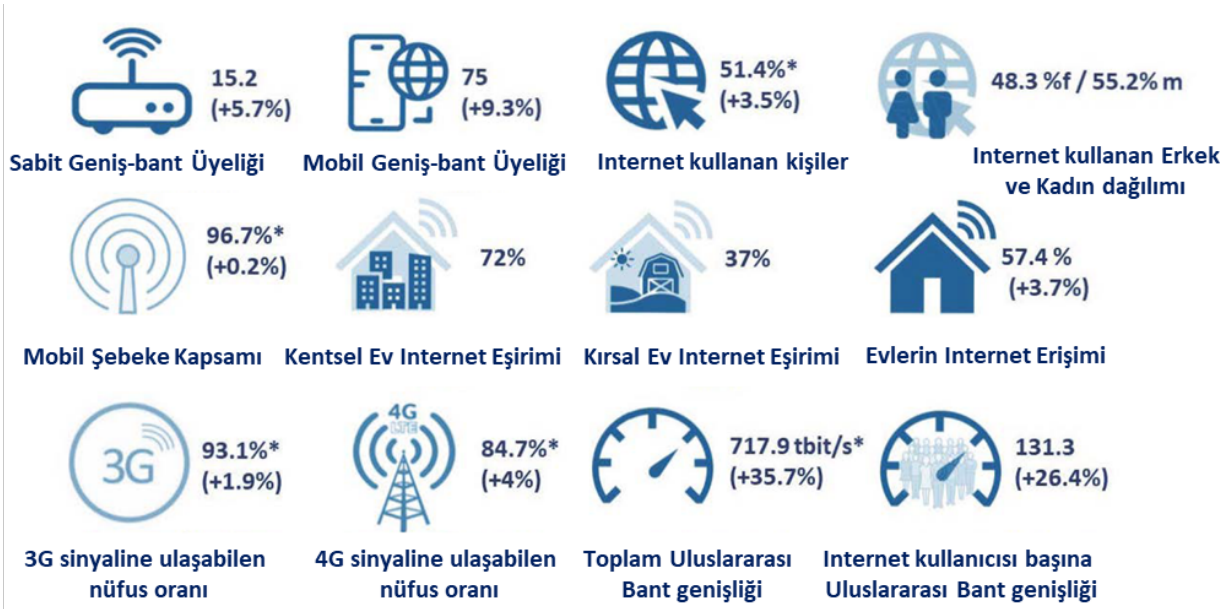 15.2
(+5.7%)
Sabit Geniş-bant Üyeliği
75
(+9.3%)
Mobil Geniş-bant Üyeliği
51.4%*
(+3.5%)
Internet kullanan kişiler
48.3 %f / 55.2% m
Internet kullanan Erkek
ve Kadın dağılımı
96.7%*
(+0.2%)
Mobil Şebeke Kapsamı
72%
Kentsel Ev Internet Eşirimi
37%
Kırsal Ev Internet Eşirimi
57.4 %
(+3.7%)
Evlerin Internet Erişimi
3G
93.1%*
(+1.9%)
3G sinyaline ulaşabilen
nüfus oranı
4G
LTE
84.7%*
(+4%)
4G sinyaline ulaşabilen
nüfus oranı
717.9 tbit/s*
(+35.7%)
Toplam Uluslararası
Bant genişliği
131.3
(+26.4%)
Internet kullanıcısı başına
Uluslararası Bant genişliği